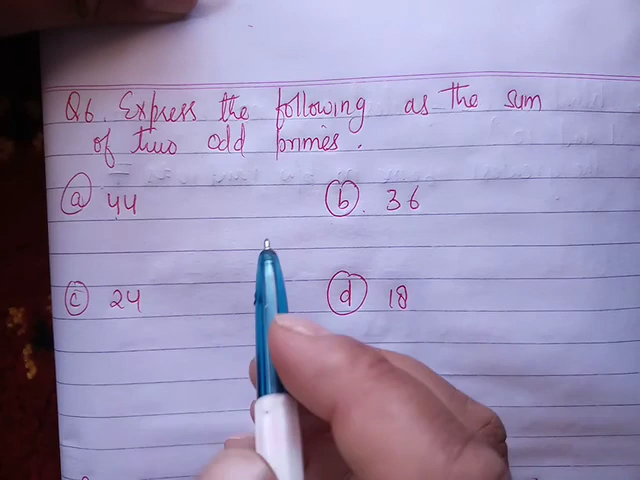 Q6. Express the following as the sum
of two odd primes.
(a) 44
(b). 36
(c) 24
(d) 18